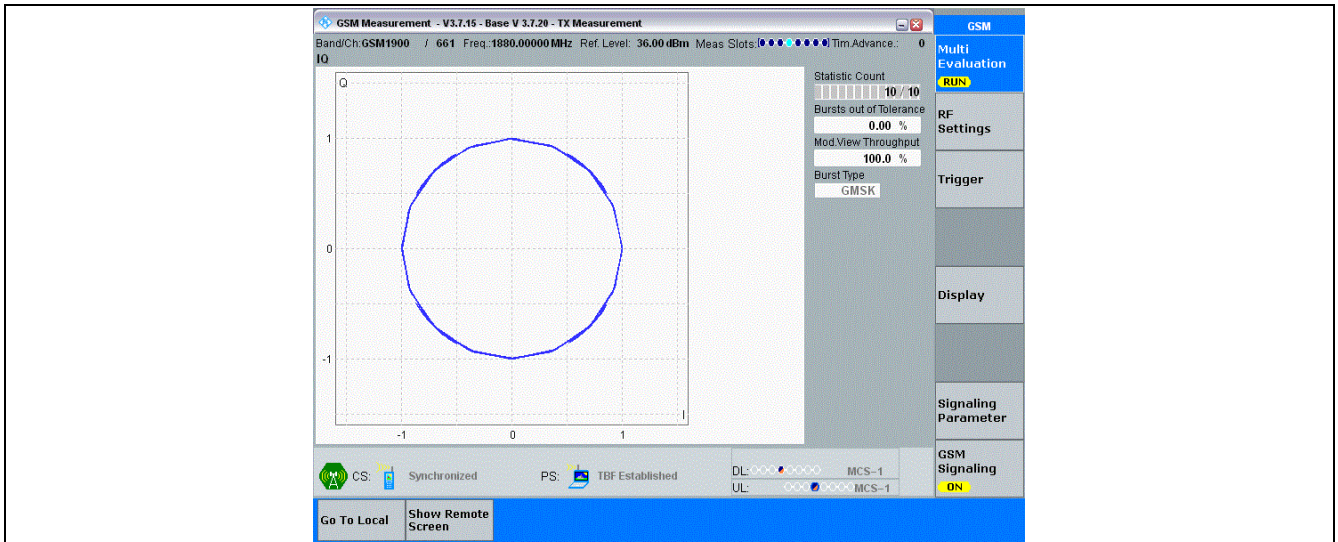 GSM Measurement - V3.7.15 - Base V 3.7.20 - TX Measurement
GSM
Band/Ch:GSM1900 / 661 Freq.:1880.00000 MHz Ref. Level: 36.00 dBm Meas Slots: Tim.Advance.: 0
IQ
Multi
Evaluation
RUN
Q
Statistic Count
10 / 10
Bursts out of Tolerance
0.00 %
Mod.View Throughput
100.0 %
Burst Type
GMSK
RF
Settings
Trigger
Display
1
0
-1
I
-1 0 1
Signaling
Parameter
GSM
Signaling
ON
CS: Synchronized PS: TBF Established
DL: MCS-1
UL: MCS-1
Go To Local
Show Remote
Screen